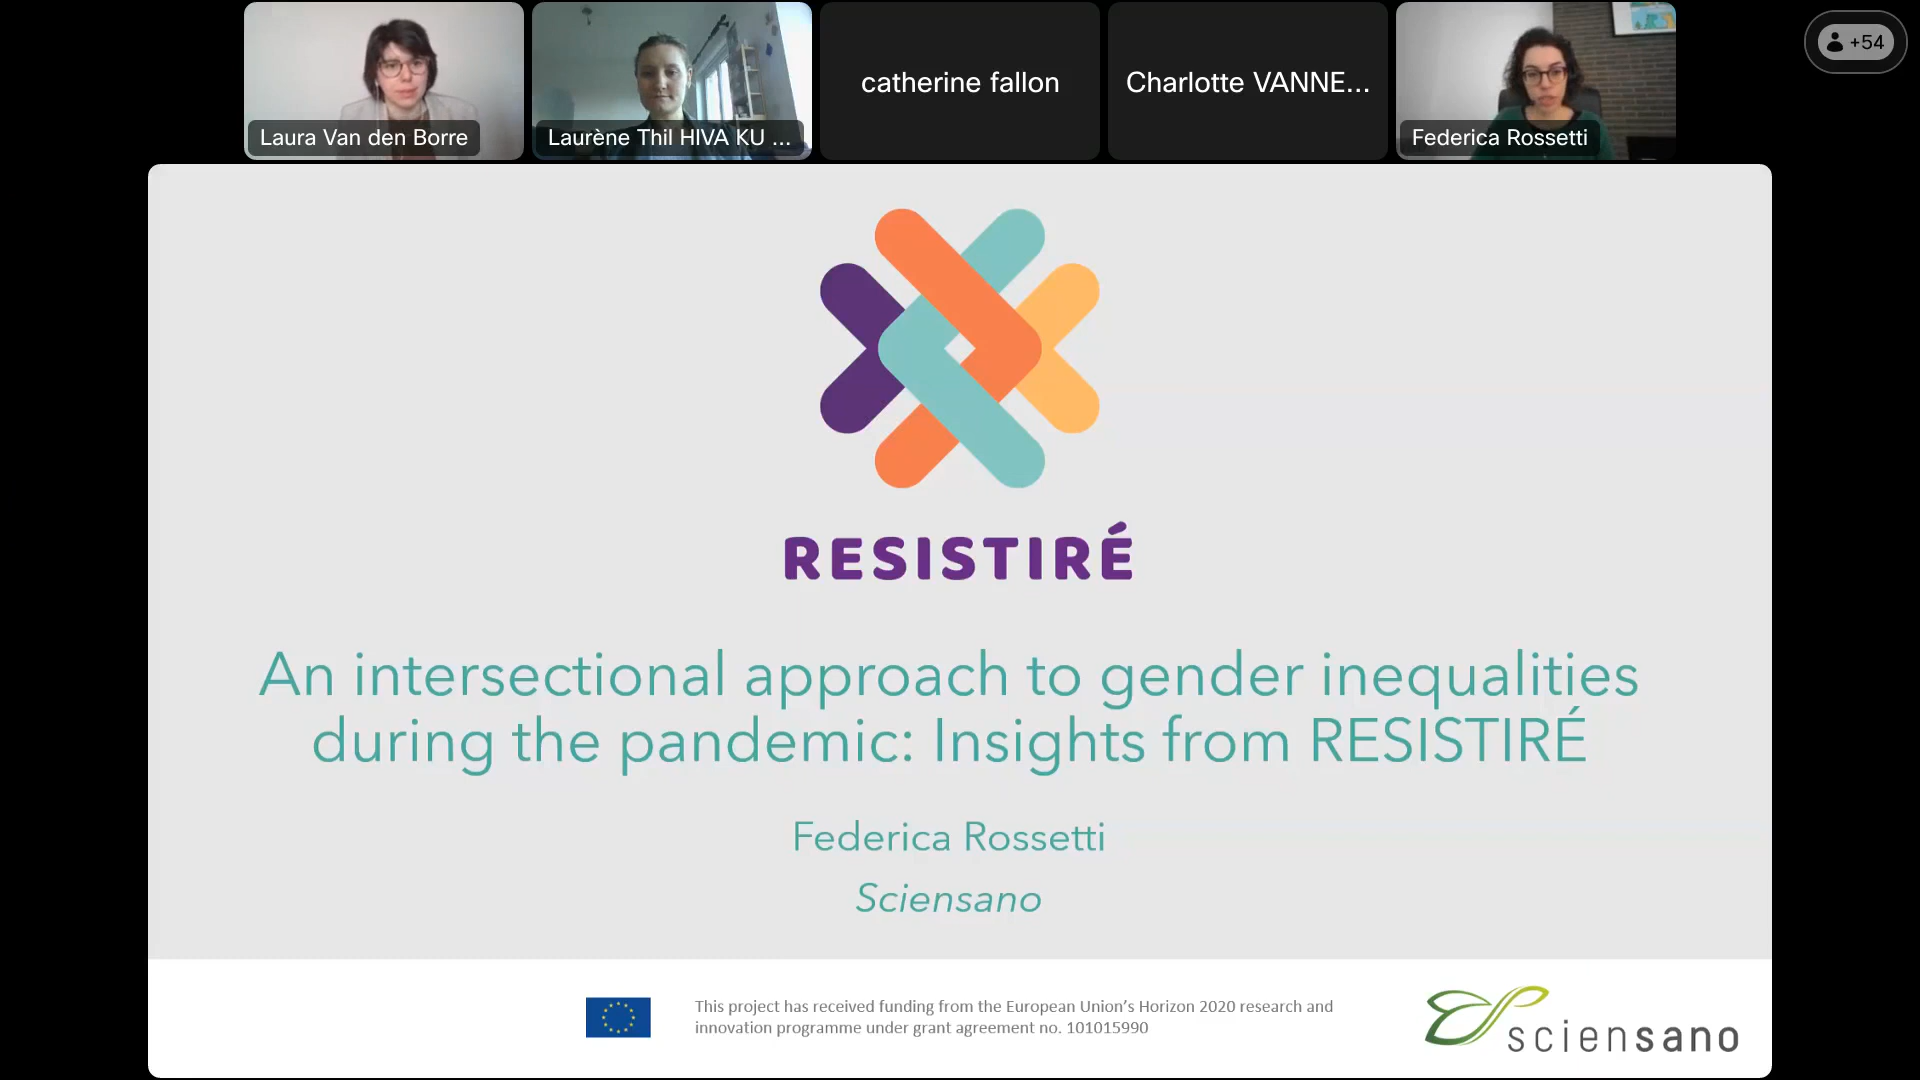 Laura Van den Borre
Laurène Thil HIVA KU ...
catherine fallon
Charlotte VANNE...
Federica Rossetti
+54
RESISTIRÉ
An intersectional approach to gender inequalities
during the pandemic: Insights from RESISTIRÉ
Federica Rossetti
Sciensano
This project has received funding from the European Union's Horizon 2020 research and
innovation programme under grant agreement no. 101015990
sciensano